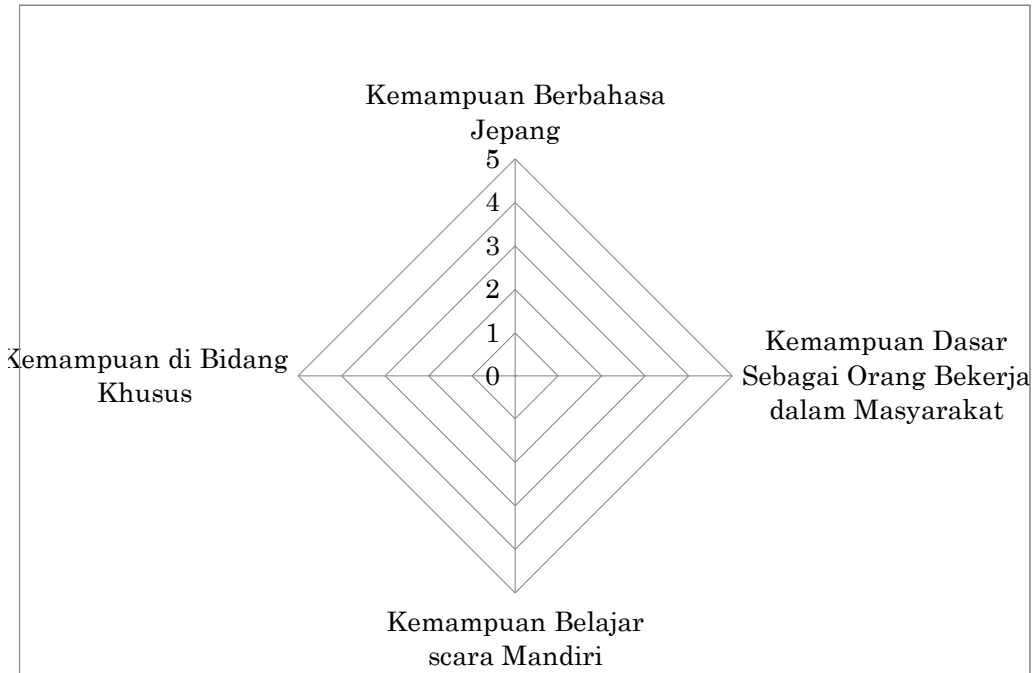 Kemampuan Berbahasa
Jepang
5
4
3
2
1
0
Kemampuan Dasar
Sebagai Orang Bekerja
dalam Masyarakat
Kemampuan Belajar
scara Mandiri
Kemampuan di Bidang
Khusus